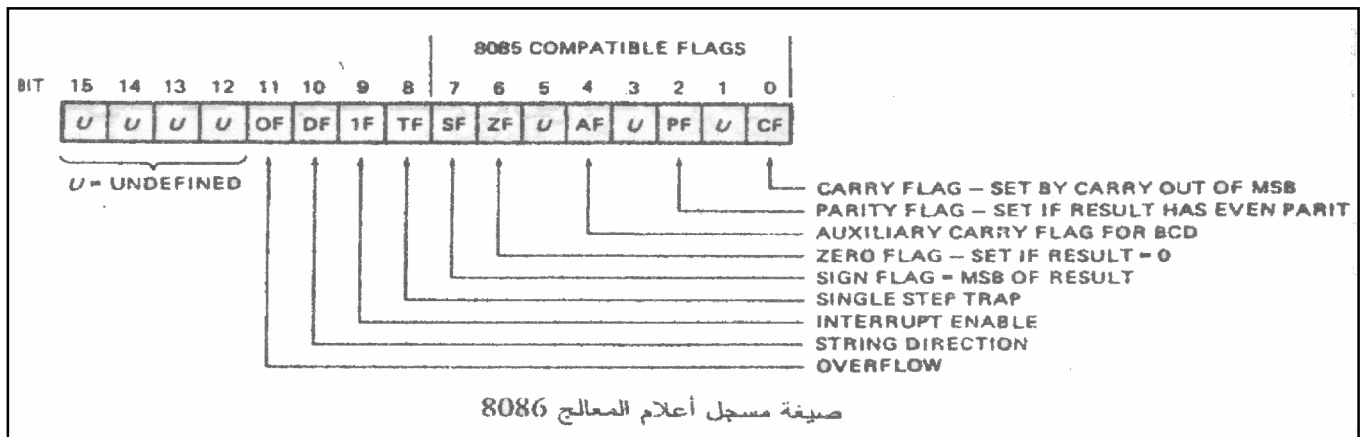 8085 COMPATIBLE FLAGS
BIT 15 14 13 12 11 10 9 8 7 6 5 4 3 2 1 0
U U U U OF DF 1F TF SF ZF U AF U PF U CF
U = UNDEFINED
CARRY FLAG – SET BY CARRY OUT OF MSB
PARITY FLAG – SET IF RESULT HAS EVEN PARIT
AUXILIARY CARRY FLAG FOR BCD
ZERO FLAG – SET IF RESULT = 0
SIGN FLAG = MSB OF RESULT
SINGLE STEP TRAP
INTERRUPT ENABLE
STRING DIRECTION
OVERFLOW
صيغة مسجل أعلام المعالج 8086